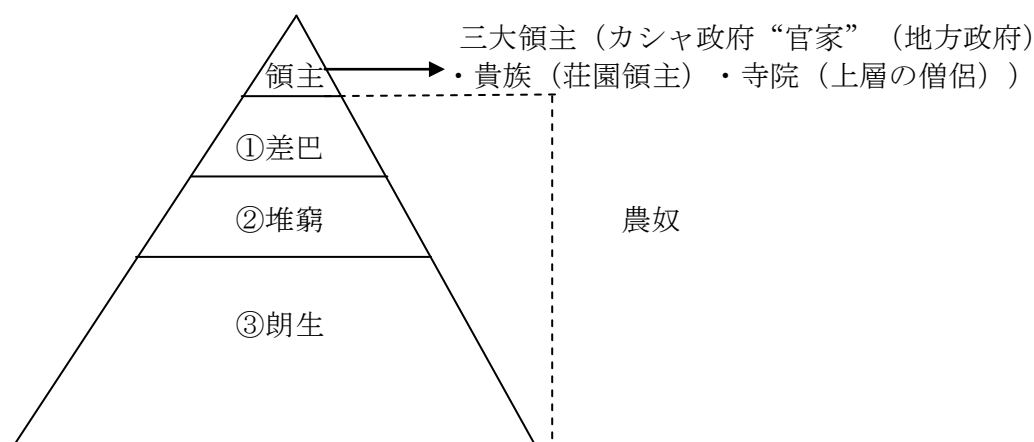 三大領主（カシャ政府“官家”（地方政府）
・貴族（荘園領主）・寺院（上層の僧侶））
領主
①差巴
②堆窮
農奴
③朗生